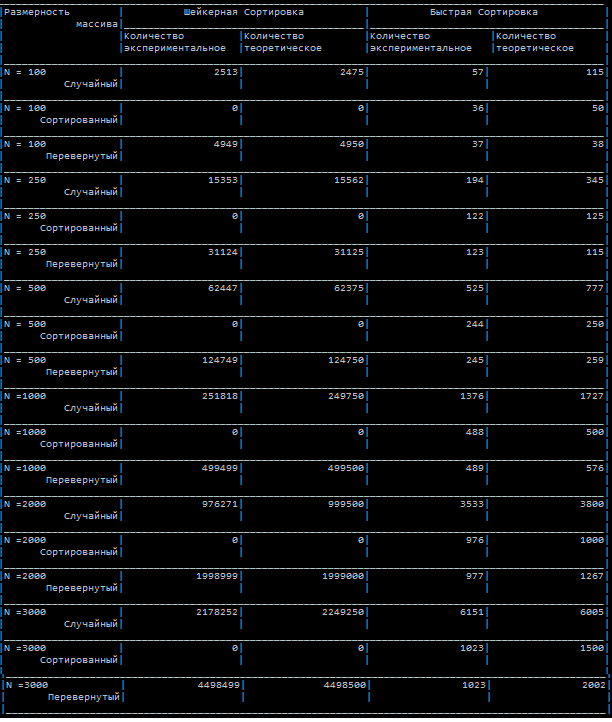 Размерность Шейкерная Сортировка Быстрая Сортировка
массива
Количество Количество Количество Количество
экспериментальное теоретическое экспериментальное теоретическое
N = 100 2513 2475 57 115
Случайный
N = 100 0 0 36 50
Сортированный
N = 100 4949 4950 37 38
Перевернутый
N = 250 15353 15562 194 345
Случайный
N = 250 0 0 122 125
Сортированный
N = 250 31124 31125 123 115
Перевернутый
N = 500 62447 62375 525 777
Случайный
N = 500 0 0 244 250
Сортированный
N = 500 124749 124750 245 259
Перевернутый
N =1000 251818 249750 1376 1727
Случайный
N =1000 0 0 488 500
Сортированный
N =1000 499499 499500 489 576
Перевернутый
N =2000 976271 999500 3533 3800
Случайный
N =2000 0 0 976 1000
Сортированный
N =2000 1998999 1999000 977 1267
Перевернутый
N =3000 2178252 2249250 6151 6005
Случайный
N =3000 0 0 1023 1500
Сортированный
N =3000 4498499 4498500 1023 2002
Перевернутый